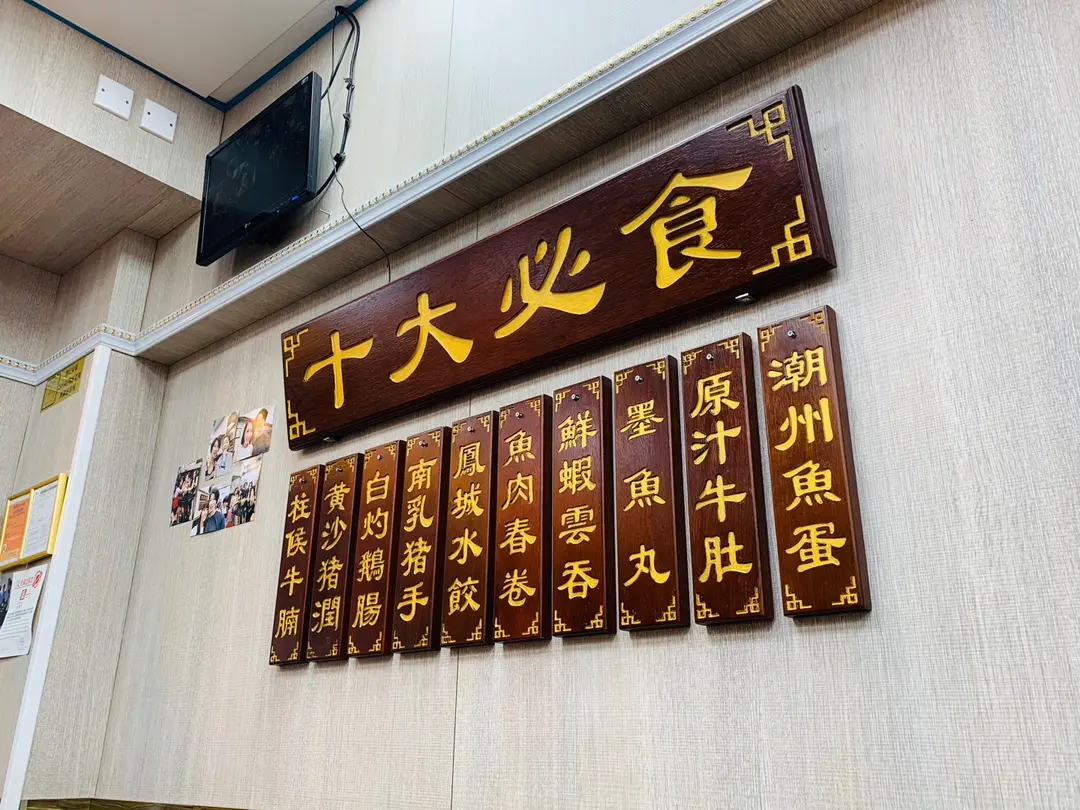 十大必食
柱侯牛腩
黄沙猪潤
白灼鵝腸
南乳猪手
鳳城水餃
魚肉春卷
鮮蝦雲吞
墨魚丸
原汁牛肚
潮州魚蛋